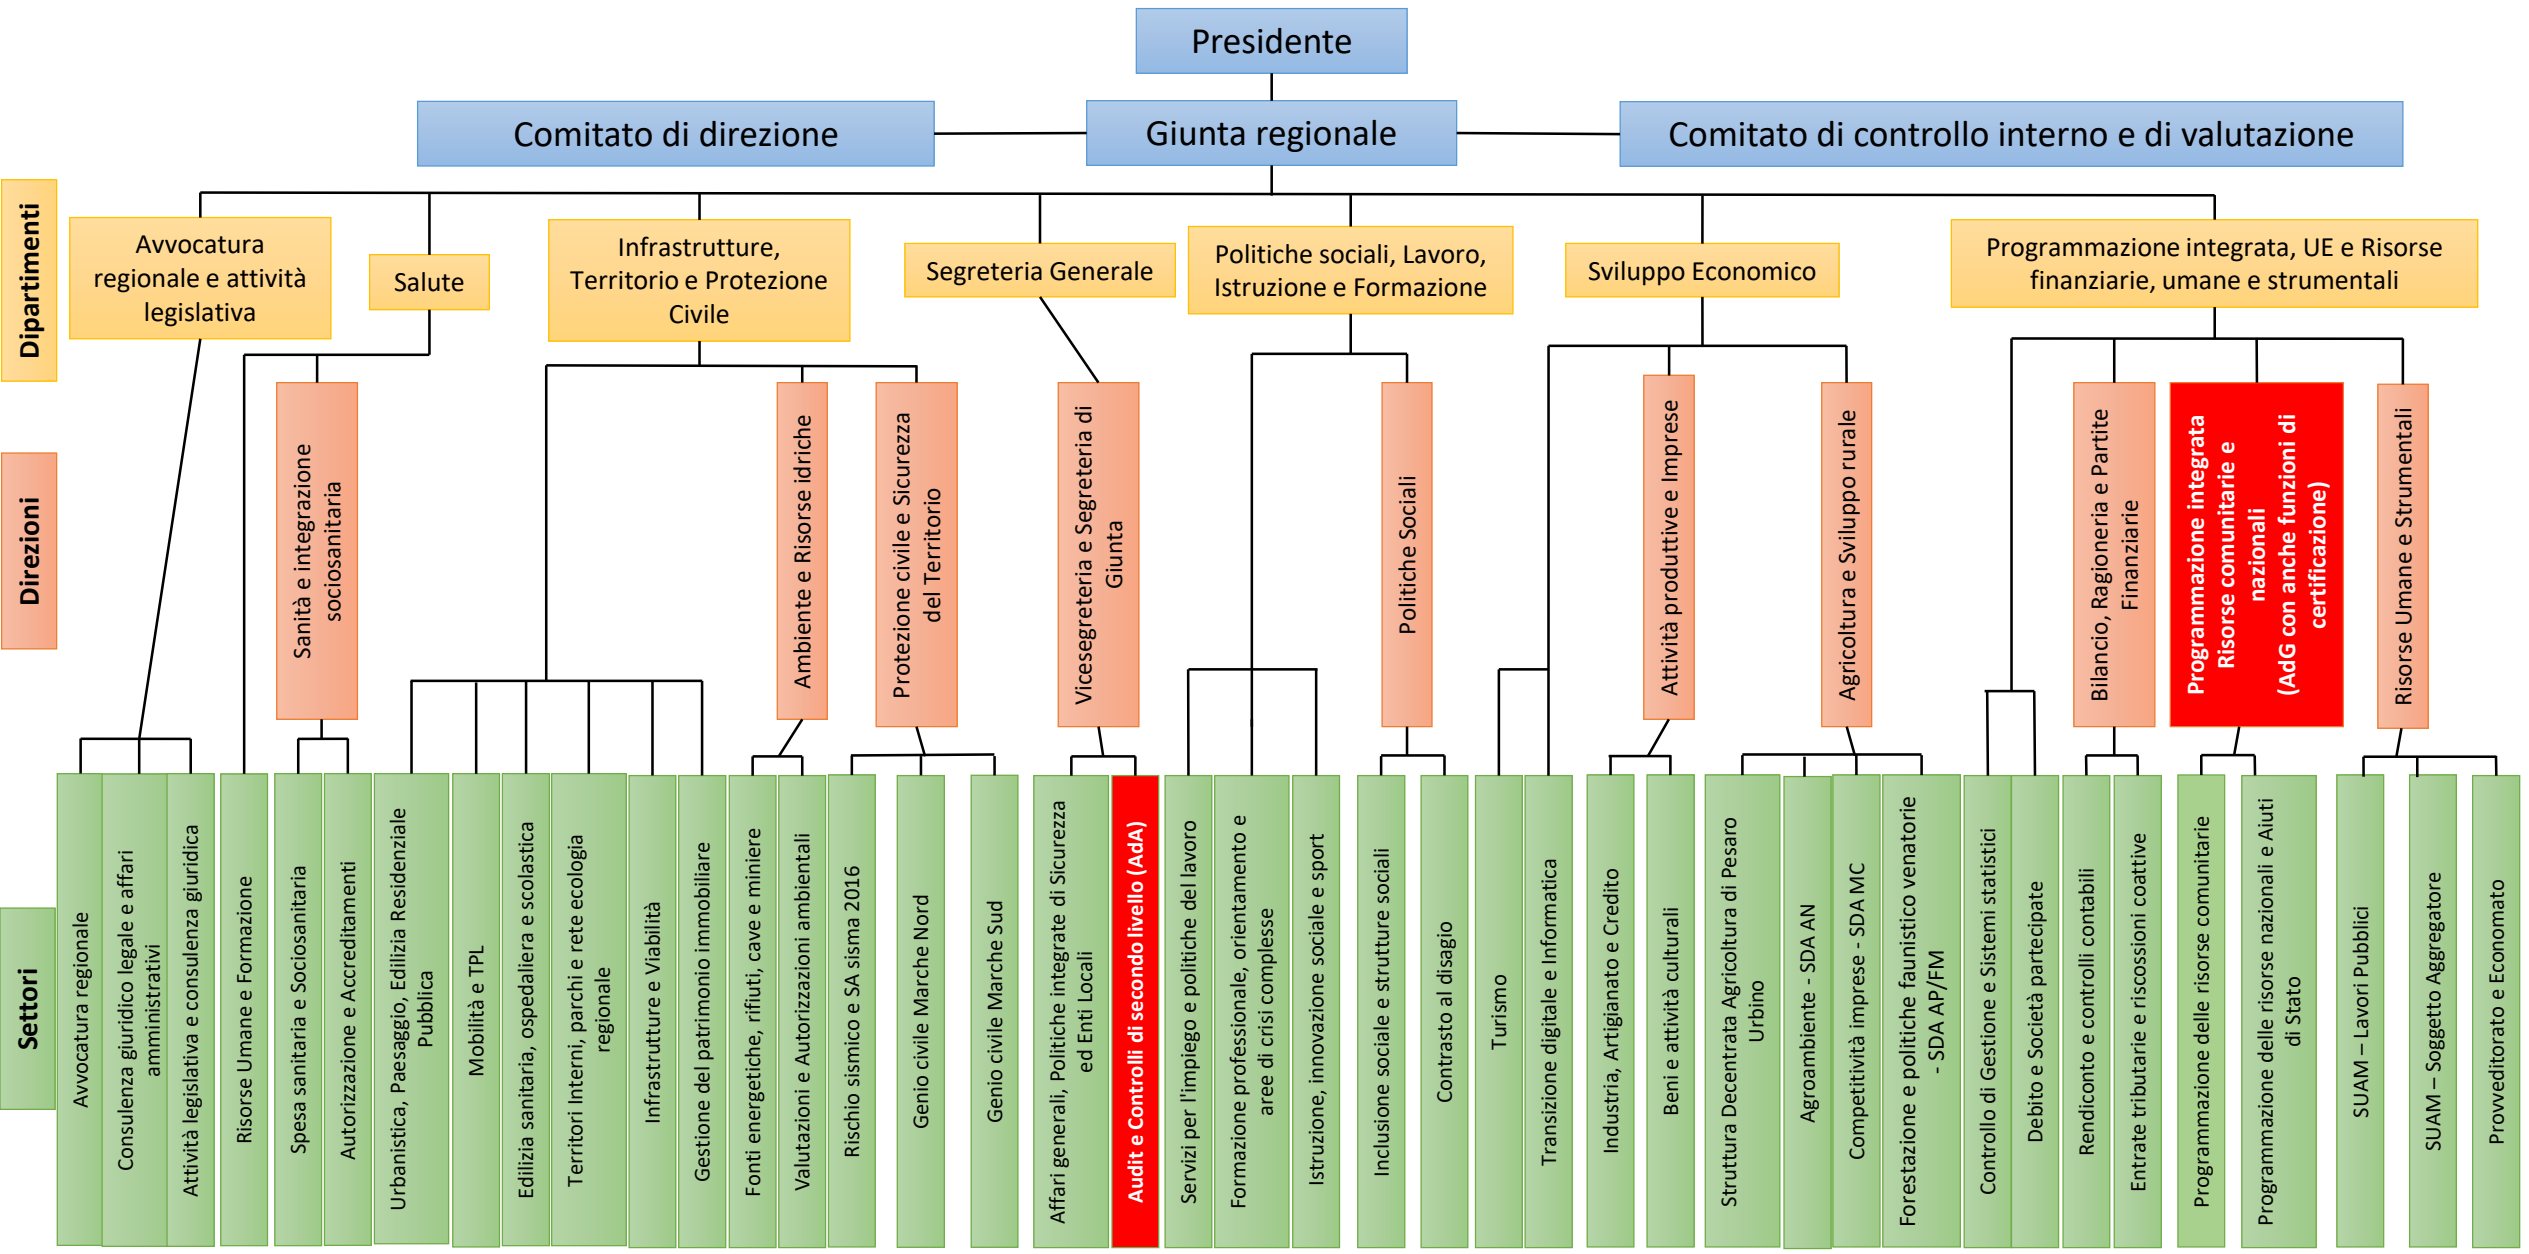 Presidente
Comitato di direzione
Giunta regionale
Comitato di controllo interno e di valutazione
Dipartimenti
Avvocatura
regionale e attività
legislativa
Salute
Infrastrutture,
Territorio e Protezione
Civile
Segreteria Generale
Politiche sociali, Lavoro,
Istruzione e Formazione
Sviluppo Economico
Programmazione integrata, UE e Risorse
finanziarie, umane e strumentali
Direzioni
Sanità e integrazione
sociosanitaria
Ambiente e Risorse idriche
Protezione civile e Sicurezza
del Territorio
Vicesegreteria e Segreteria di
Giunta
Politiche Sociali
Attività produttive e Imprese
Agricoltura e Sviluppo rurale
Bilancio, Ragioneria e Partite
Finanziarie
Programmazione integrata
Risorse comunitarie e
nazionali
(AdG con anche funzioni di
certificazione)
Risorse Umane e Strumentali
Settori
Avvocatura regionale
Consulenza giuridico legale e affari
amministrativi
Attività legislativa e consulenza giuridica
Risorse Umane e Formazione
Spesa sanitaria e Sociosanitaria
Autorizzazione e Accreditamenti
Urbanistica, Paesaggio, Edilizia Residenziale
Pubblica
Mobilità e TPL
Edilizia sanitaria, ospedaliera e scolastica
Territori Interni, parchi e rete ecologia
regionale
Infrastrutture e Viabilità
Gestione del patrimonio immobiliare
Fonti energetiche, rifiuti, cave e miniere
Valutazioni e Autorizzazioni ambientali
Rischio sismico e SA sisma 2016
Genio civile Marche Nord
Genio civile Marche Sud
Affari generali, Politiche integrate di Sicurezza
ed Enti Locali
Audit e Controlli di secondo livello (AdA)
Servizi per l'impiego e politiche del lavoro
Formazione professionale, orientamento e
aree di crisi complesse
Istruzione, innovazione sociale e sport
Inclusione sociale e strutture sociali
Contrasto al disagio
Turismo
Transizione digitale e Informatica
Industria, Artigianato e Credito
Beni e attività culturali
Struttura Decentrata Agricoltura di Pesaro
Urbino
Agroambiente - SDA AN
Competitività imprese - SDA MC
Forestazione e politiche faunistico venatorie
- SDA AP/FM
Controllo di Gestione e Sistemi statistici
Debito e Società partecipate
Rendiconto e controlli contabili
Entrate tributarie e riscossioni coattive
Programmazione delle risorse comunitarie
Programmazione delle risorse nazionali e Aiuti
di Stato
SUAM – Lavori Pubblici
SUAM – Soggetto Aggregatore
Provveditorato e Economato